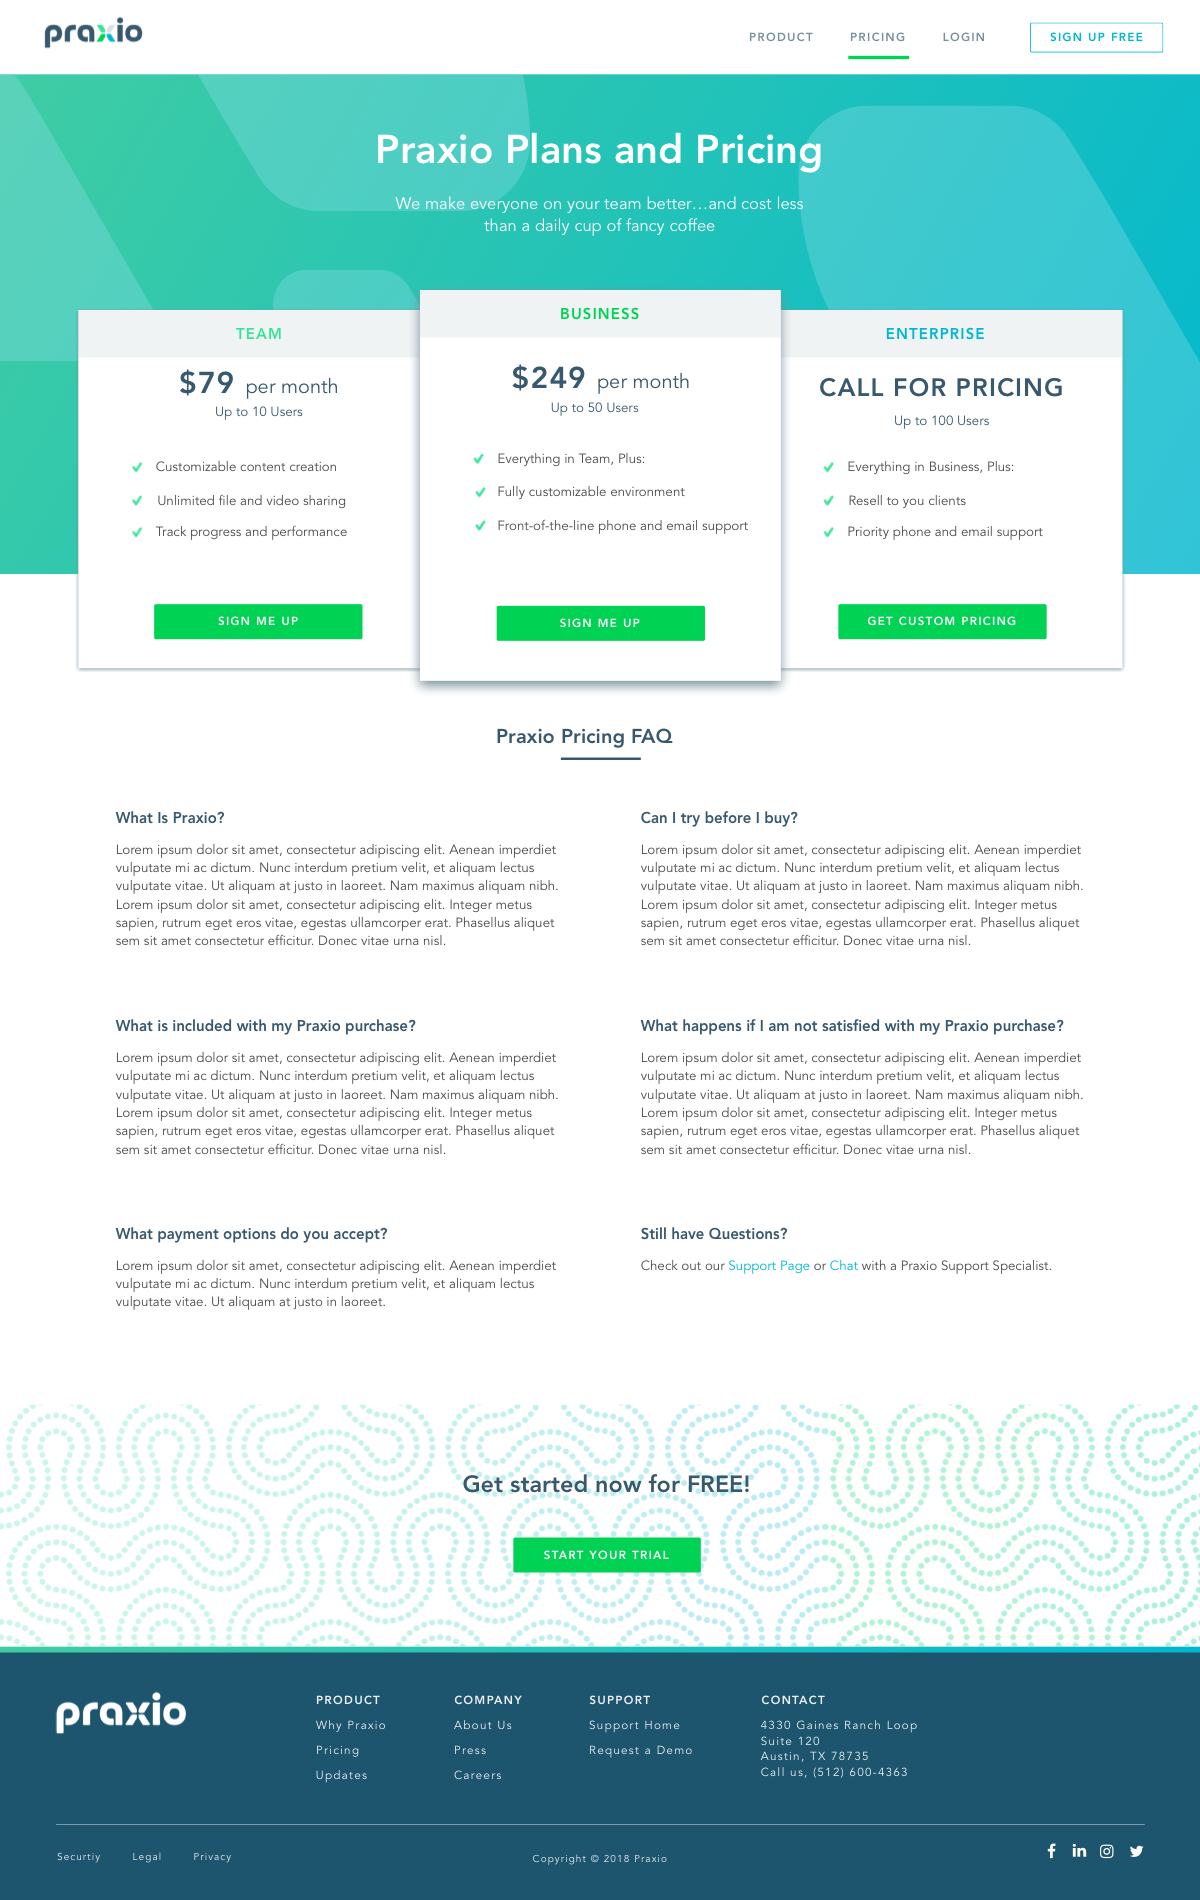 praxio
PRODUCT
PRICING
LOGIN
SIGN UP FREE
Praxio Plans and Pricing
We make everyone on your team better...and cost less
than a daily cup of fancy coffee
TEAM
$79 per month
Up to 10 Users
Customizable content creation
Unlimited file and video sharing
Track progress and performance
SIGN ME UP
BUSINESS
$249 per month
Up to 50 Users
Everything in Team, Plus:
Fully customizable environment
Front-of-the-line phone and email support
SIGN ME UP
ENTERPRISE
CALL FOR PRICING
Up to 100 Users
Everything in Business, Plus:
Resell to you clients
Priority phone and email support
GET CUSTOM PRICING
Praxio Pricing FAQ
What Is Praxio?
Lorem ipsum dolor sit amet, consectetur adipiscing elit. Aenean imperdiet
vulputate mi ac dictum. Nunc interdum pretium velit, et aliquam lectus
vulputate vitae. Ut aliquam at justo in laoreet. Nam maximus aliquam nibh.
Lorem ipsum dolor sit amet, consectetur adipiscing elit. Integer metus
sapien, rutrum eget eros vitae, egestas ullamcorper erat. Phasellus aliquet
sem sit amet consectetur efficitur. Donec vitae urna nisl.
Can I try before I buy?
Lorem ipsum dolor sit amet, consectetur adipiscing elit. Aenean imperdiet
vulputate mi ac dictum. Nunc interdum pretium velit, et aliquam lectus
vulputate vitae. Ut aliquam at justo in laoreet. Nam maximus aliquam nibh.
Lorem ipsum dolor sit amet, consectetur adipiscing elit. Integer metus
sapien, rutrum eget eros vitae, egestas ullamcorper erat. Phasellus aliquet
sem sit amet consectetur efficitur. Donec vitae urna nisl.
What is included with my Praxio purchase?
Lorem ipsum dolor sit amet, consectetur adipiscing elit. Aenean imperdiet
vulputate mi ac dictum. Nunc interdum pretium velit, et aliquam lectus
vulputate vitae. Ut aliquam at justo in laoreet. Nam maximus aliquam nibh.
Lorem ipsum dolor sit amet, consectetur adipiscing elit. Integer metus
sapien, rutrum eget eros vitae, egestas ullamcorper erat. Phasellus aliquet
sem sit amet consectetur efficitur. Donec vitae urna nisl.
What happens if I am not satisfied with my Praxio purchase?
Lorem ipsum dolor sit amet, consectetur adipiscing elit. Aenean imperdiet
vulputate mi ac dictum. Nunc interdum pretium velit, et aliquam lectus
vulputate vitae. Ut aliquam at justo in laoreet. Nam maximus aliquam nibh.
Lorem ipsum dolor sit amet, consectetur adipiscing elit. Integer metus
sapien, rutrum eget eros vitae, egestas ullamcorper erat. Phasellus aliquet
sem sit amet consectetur efficitur. Donec vitae urna nisl.
What payment options do you accept?
Lorem ipsum dolor sit amet, consectetur adipiscing elit. Aenean imperdiet
vulputate mi ac dictum. Nunc interdum pretium velit, et aliquam lectus
vulputate vitae. Ut aliquam at justo in laoreet.
Still have Questions?
Check out our Support Page or Chat with a Praxio Support Specialist.
Get started now for FREE!
START YOUR TRIAL
praxio
PRODUCT
Why Praxio
Pricing
Updates
COMPANY
About Us
Press
Careers
SUPPORT
Support Home
Request a Demo
CONTACT
4330 Gaines Ranch Loop
Suite 120
Austin, TX 78735
Call us, (512) 600-4363
Securtiy
Legal
Privacy
Copyright © 2018 Praxio